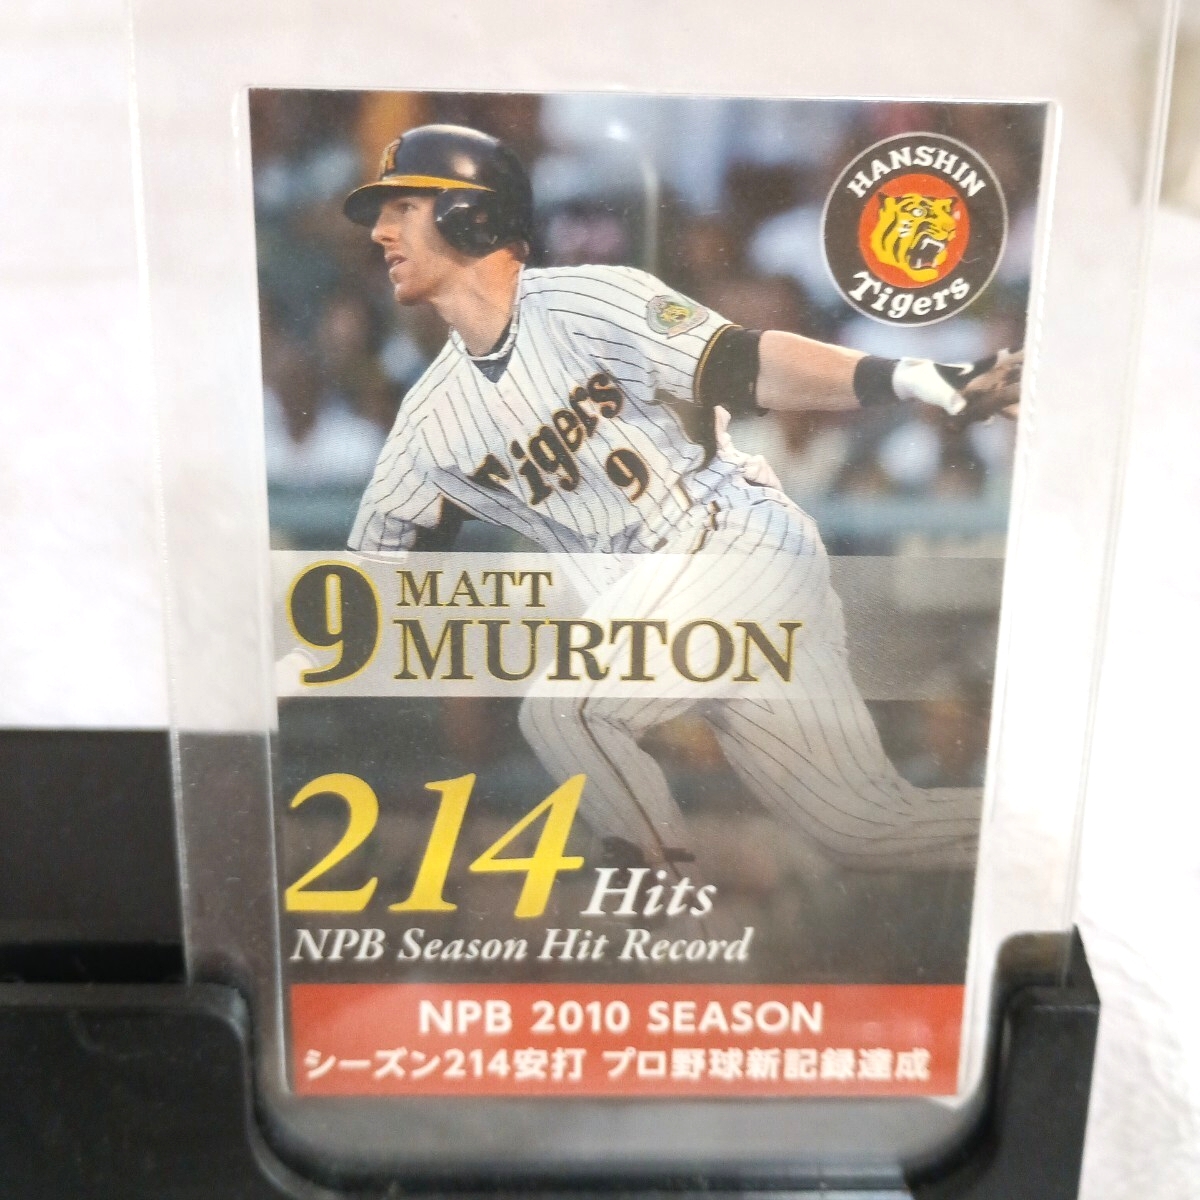 HANSHIN
Tigers
Tigers
9
9 MATT
MURTON
214 Hits
NPB Season Hit Record
NPB 2010 SEASON
シーズン214安打 プロ野球新記録達成